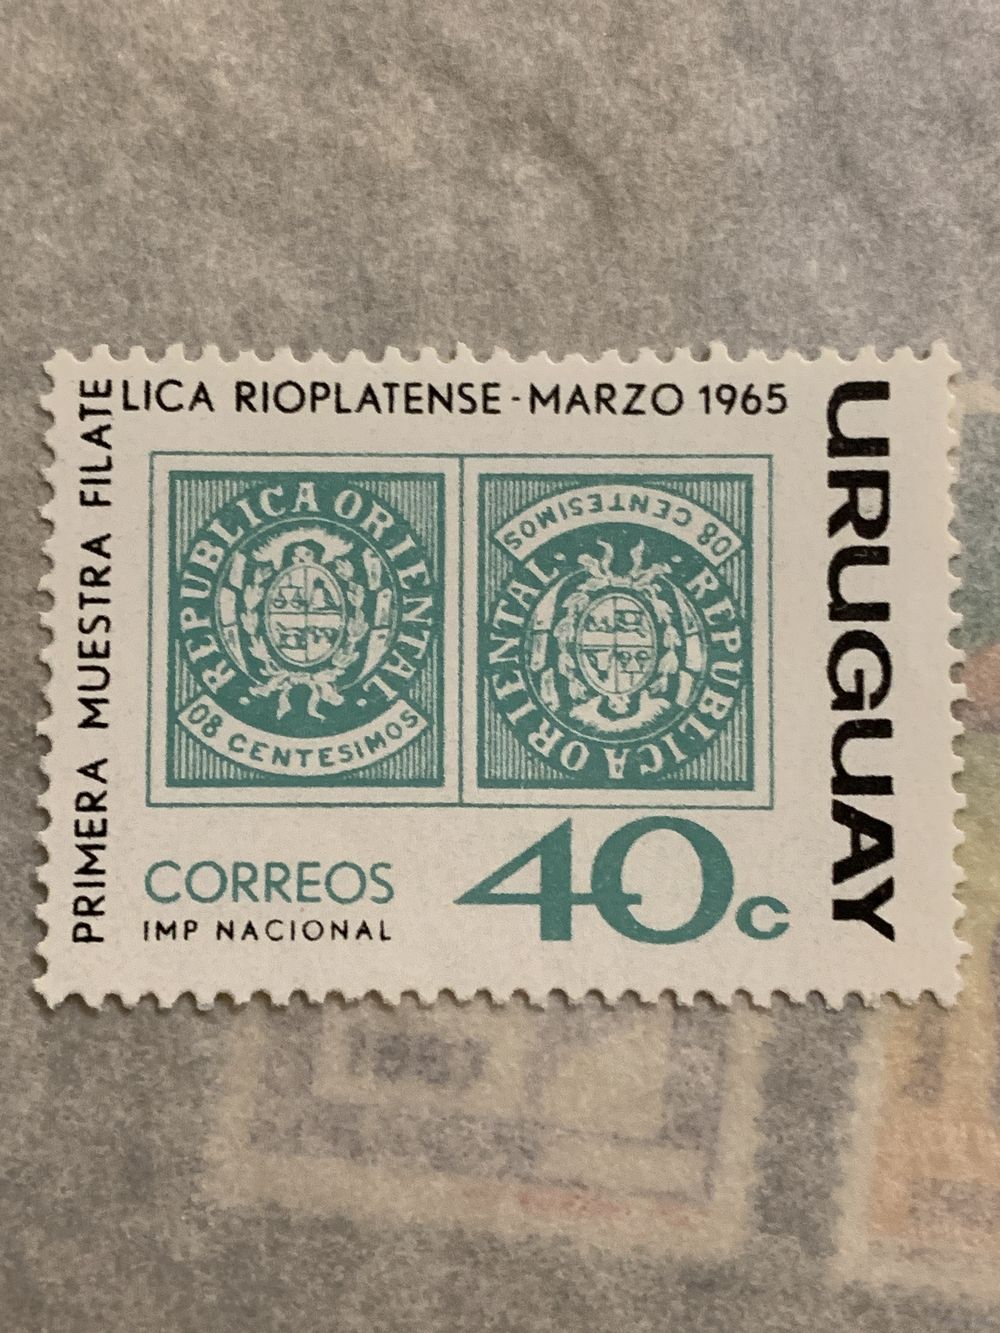 PRIMERA MUESTRA FILATELICA RIOPLATENSE - MARZO 1965
URUGUAY
REPUBLICA ORIENTAL
08 CENTESIMOS
08 CENTESIMOS
REPUBLICA ORIENTAL
CORREOS
40c
IMP NACIONAL